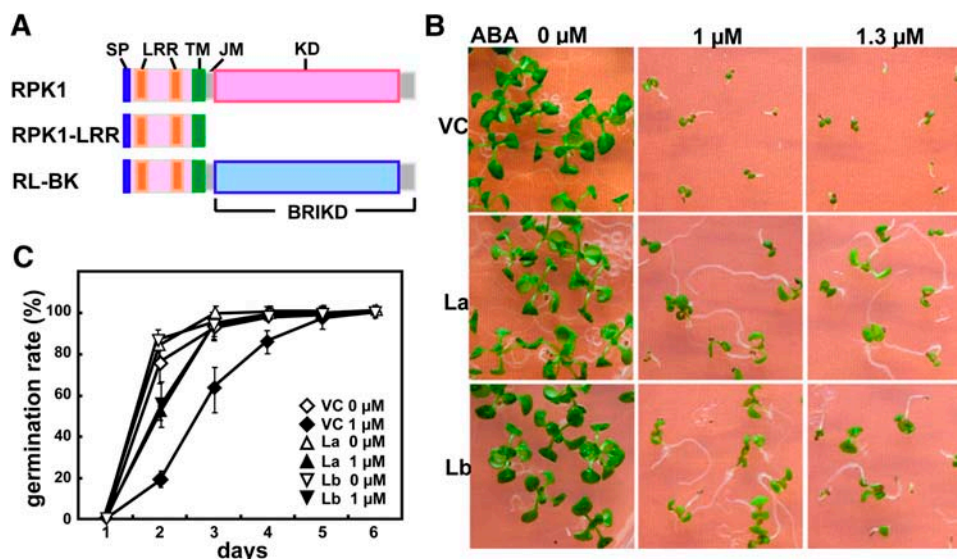 A
SP LRR TM JM KD
RPK1
RPK1-LRR
RL-BK
BRIKD
B
ABA 0 µM 1 µM 1.3 µM
VC
La
Lb
C
germination rate (%)
100
80
60
40
20
0
1 2 3 4 5 6
days
VC 0 µM
VC 1 µM
La 0 µM
La 1 µM
Lb 0 µM
Lb 1 µM